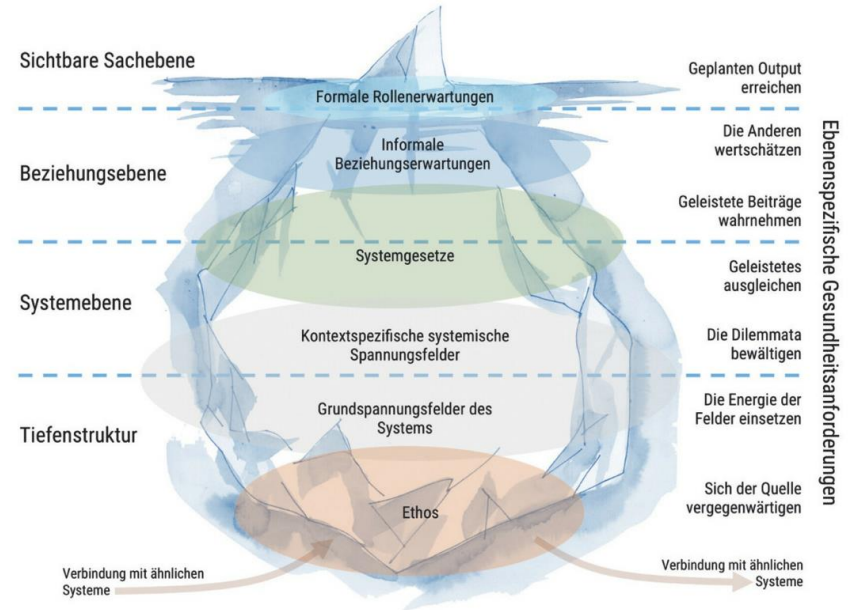 Sichtbare Sachebene
Formale Rollenerwartungen
Geplanten Output
erreichen
Beziehungsebene
Informale
Beziehungserwartungen
Die Anderen
wertschätzen
Geleistete Beiträge
wahrnehmen
Systemebene
Systemgesetze
Geleistetes
ausgleichen
Kontextspezifische systemische
Spannungsfelder
Die Dilemmata
bewältigen
Tiefenstruktur
Grundspannungsfelder des
Systems
Die Energie der
Felder einsetzen
Ethos
Sich der Quelle
vergegenwärtigen
Verbindung mit ähnlichen
Systeme
Verbindung mit ähnlichen
Systeme
Ebenenspezifische Gesundheitsanforderungen